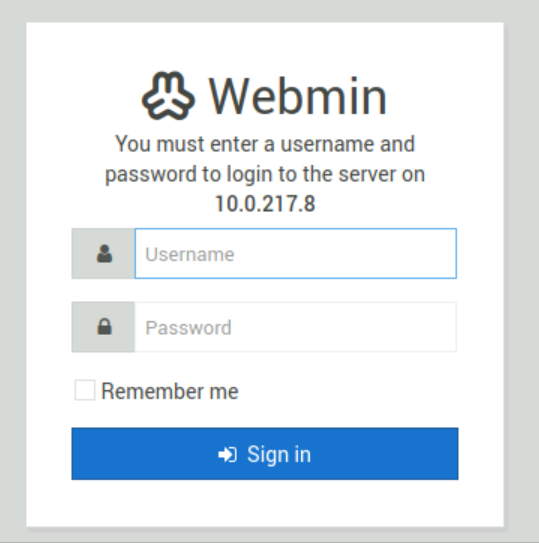 Webmin
You must enter a username and
password to login to the server on
10.0.217.8
Username
Password
Remember me
Sign in